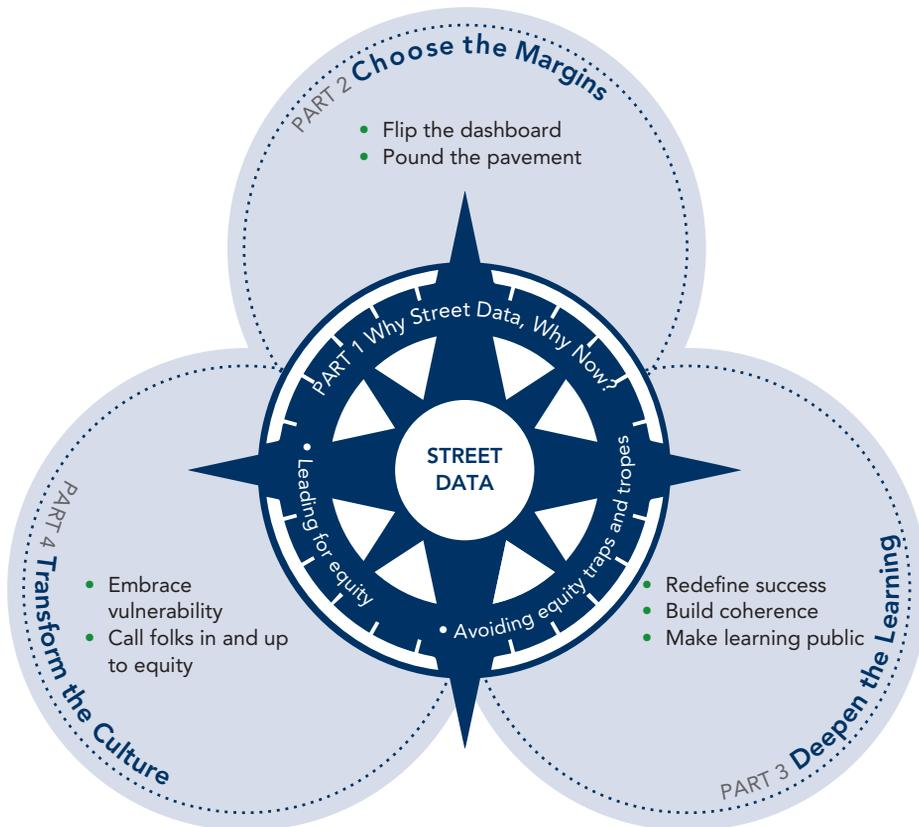 PART 2 Choose the Margins
• Flip the dashboard
• Pound the pavement
PART 1 Why Street Data, Why Now?
• Leading for equity
• Avoiding equity traps and tropes
STREET
DATA
PART 4 Transform the Culture
• Embrace
vulnerability
• Call folks in and up
to equity
• Redefine success
• Build coherence
• Make learning public
PART 3 Deepen the Learning